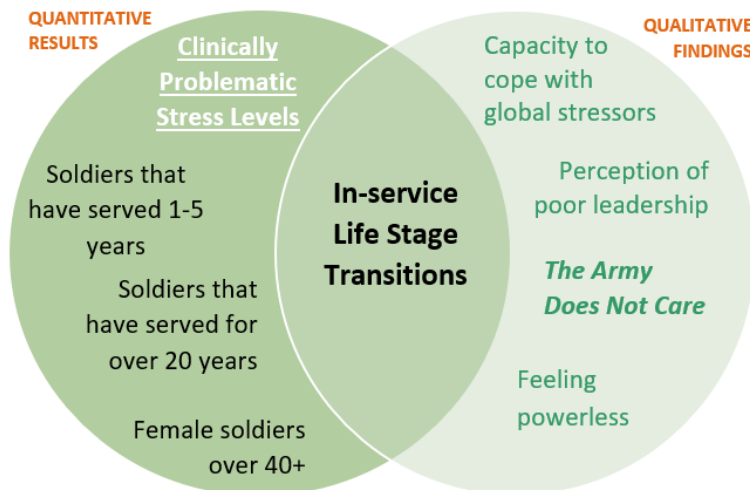 QUANTITATIVE
RESULTS
Clinically
Problematic
Stress Levels
Soldiers that
have served 1-5
years
Soldiers that
have served for
over 20 years
Female soldiers
over 40+
In-service
Life Stage
Transitions
QUALITATIVE
FINDINGS
Capacity to
cope with
global stressors
Perception of
poor leadership
The Army
Does Not Care
Feeling
powerless